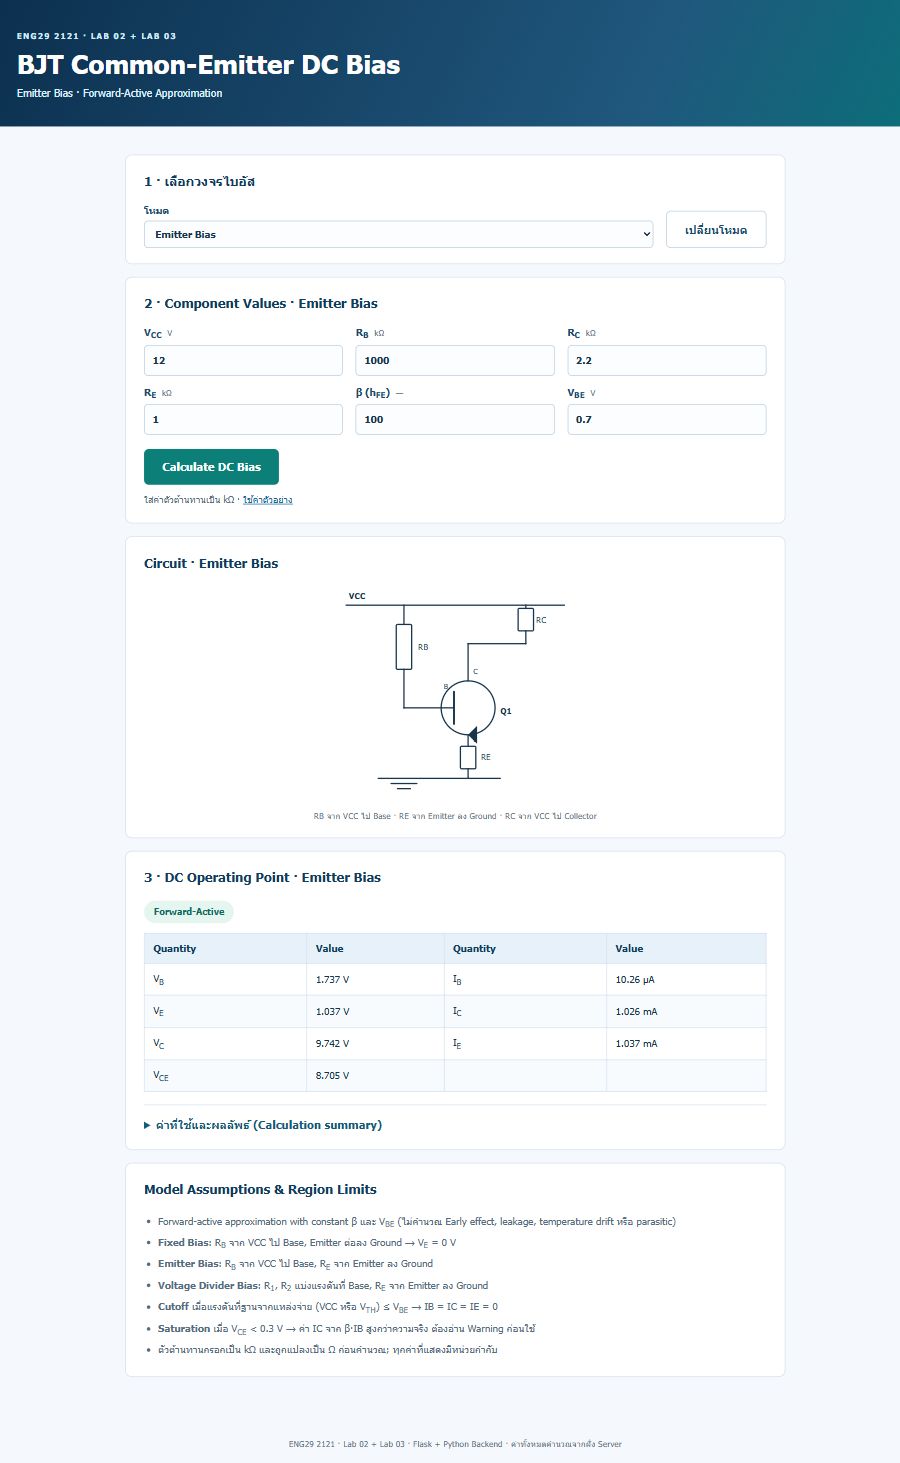 ENG29 2121 · LAB 02 + LAB 03
BJT Common-Emitter DC Bias
Emitter Bias · Forward-Active Approximation
1 · เลือกวงจรไบอัส
โหมด
Emitter Bias
เปลี่ยนโหมด
2 · Component Values · Emitter Bias
VCC V RB kΩ RC kΩ
12 1000 2.2
RE kΩ β (hFE) — VBE V
1 100 0.7
Calculate DC Bias
ใส่ค่าตัวต้านทานเป็น kΩ · ใช้ค่าตัวอย่าง
Circuit · Emitter Bias
VCC
RC
RB
C
B
Q1
RE
RB จาก VCC ไป Base · RE จาก Emitter ลง Ground · RC จาก VCC ไป Collector
3 · DC Operating Point · Emitter Bias
Forward-Active
Quantity Value Quantity Value
VB 1.737 V IB 10.26 µA
VE 1.037 V IC 1.026 mA
VC 9.742 V IE 1.037 mA
VCE 8.705 V
▶ ค่าที่ใช้และผลลัพธ์ (Calculation summary)
Model Assumptions & Region Limits
• Forward-active approximation with constant β และ VBE (ไม่คำนวณ Early effect, leakage, temperature drift หรือ parasitic)
• Fixed Bias: RB จาก VCC ไป Base, Emitter ต่อลง Ground → VE = 0 V
• Emitter Bias: RB จาก VCC ไป Base, RE จาก Emitter ลง Ground
• Voltage Divider Bias: R1, R2 แบ่งแรงดันที่ Base, RE จาก Emitter ลง Ground
• Cutoff เมื่อแรงดันที่ฐานจากแหล่งจ่าย (VCC หรือ VTH) ≤ VBE → IB = IC = IE = 0
• Saturation เมื่อ VCE < 0.3 V → ค่า IC จาก β·IB สูงกว่าความจริง ต้องอ่าน Warning ก่อนใช้
• ตัวต้านทานกรอกเป็น kΩ และถูกแปลงเป็น Ω ก่อนคำนวณ; ทุกค่าที่แสดงมีหน่วยกำกับ
ENG29 2121 · Lab 02 + Lab 03 · Flask + Python Backend · ค่าทั้งหมดคำนวณจากฝั่ง Server